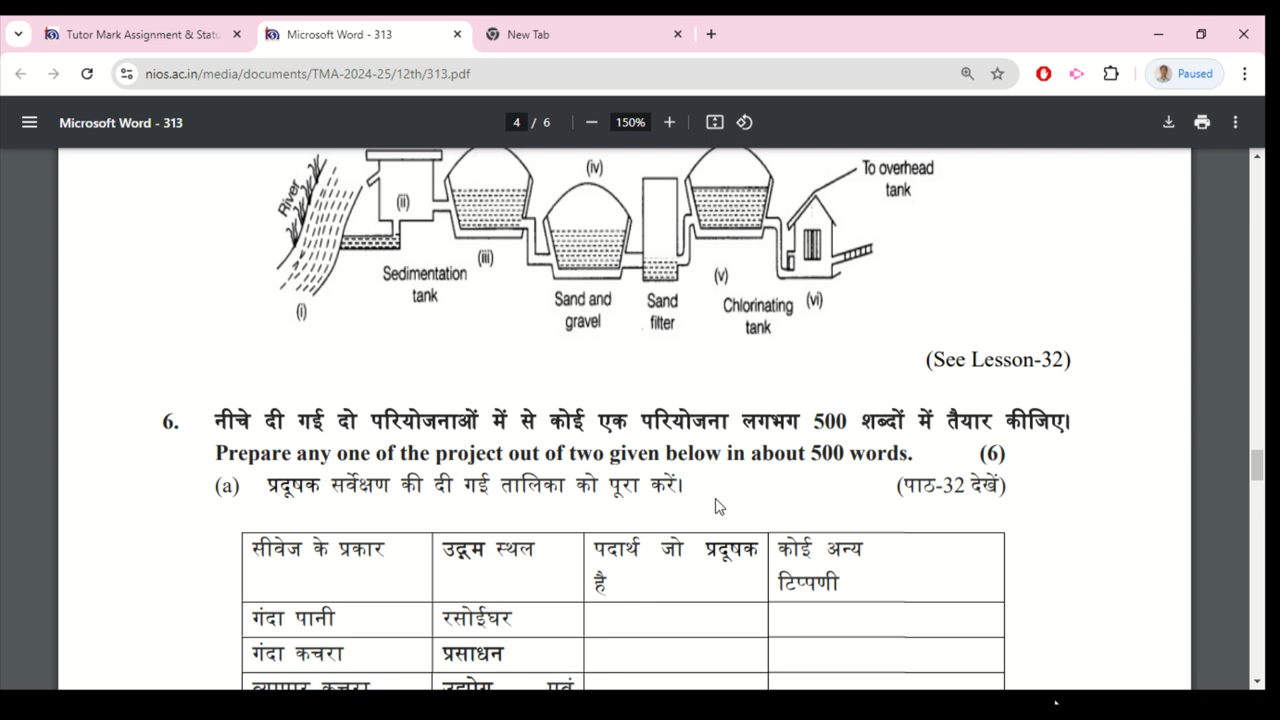 Tutor Mark Assignment & Statu
Microsoft Word - 313
New Tab
nios.ac.in/media/documents/TMA-2024-25/12th/313.pdf
Paused
Microsoft Word - 313
4 / 6
150%
River
(i)
(ii)
Sedimentation
tank
(iii)
(iv)
Sand and
gravel
Sand
filter
(v)
Chlorinating
tank
(vi)
To overhead
tank
(See Lesson-32)
6. नीचे दी गई दो परियोजनाओं में से कोई एक परियोजना लगभग 500 शब्दों में तैयार कीजिए।
Prepare any one of the project out of two given below in about 500 words. (6)
(a) प्रदूषक सर्वेक्षण की दी गई तालिका को पूरा करें। (पाठ-32 देखें)
सीवेज के प्रकार उद्गम स्थल पदार्थ जो प्रदूषक कोई अन्य
है टिप्पणी
गंदा पानी रसोईघर
गंदा कचरा प्रसाधन
व्यापार कचरा उद्योग एवं